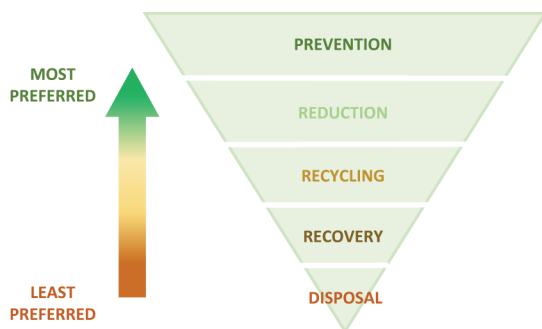 PREVENTION
MOST
PREFERRED
REDUCTION
RECYCLING
RECOVERY
LEAST
PREFERRED
DISPOSAL